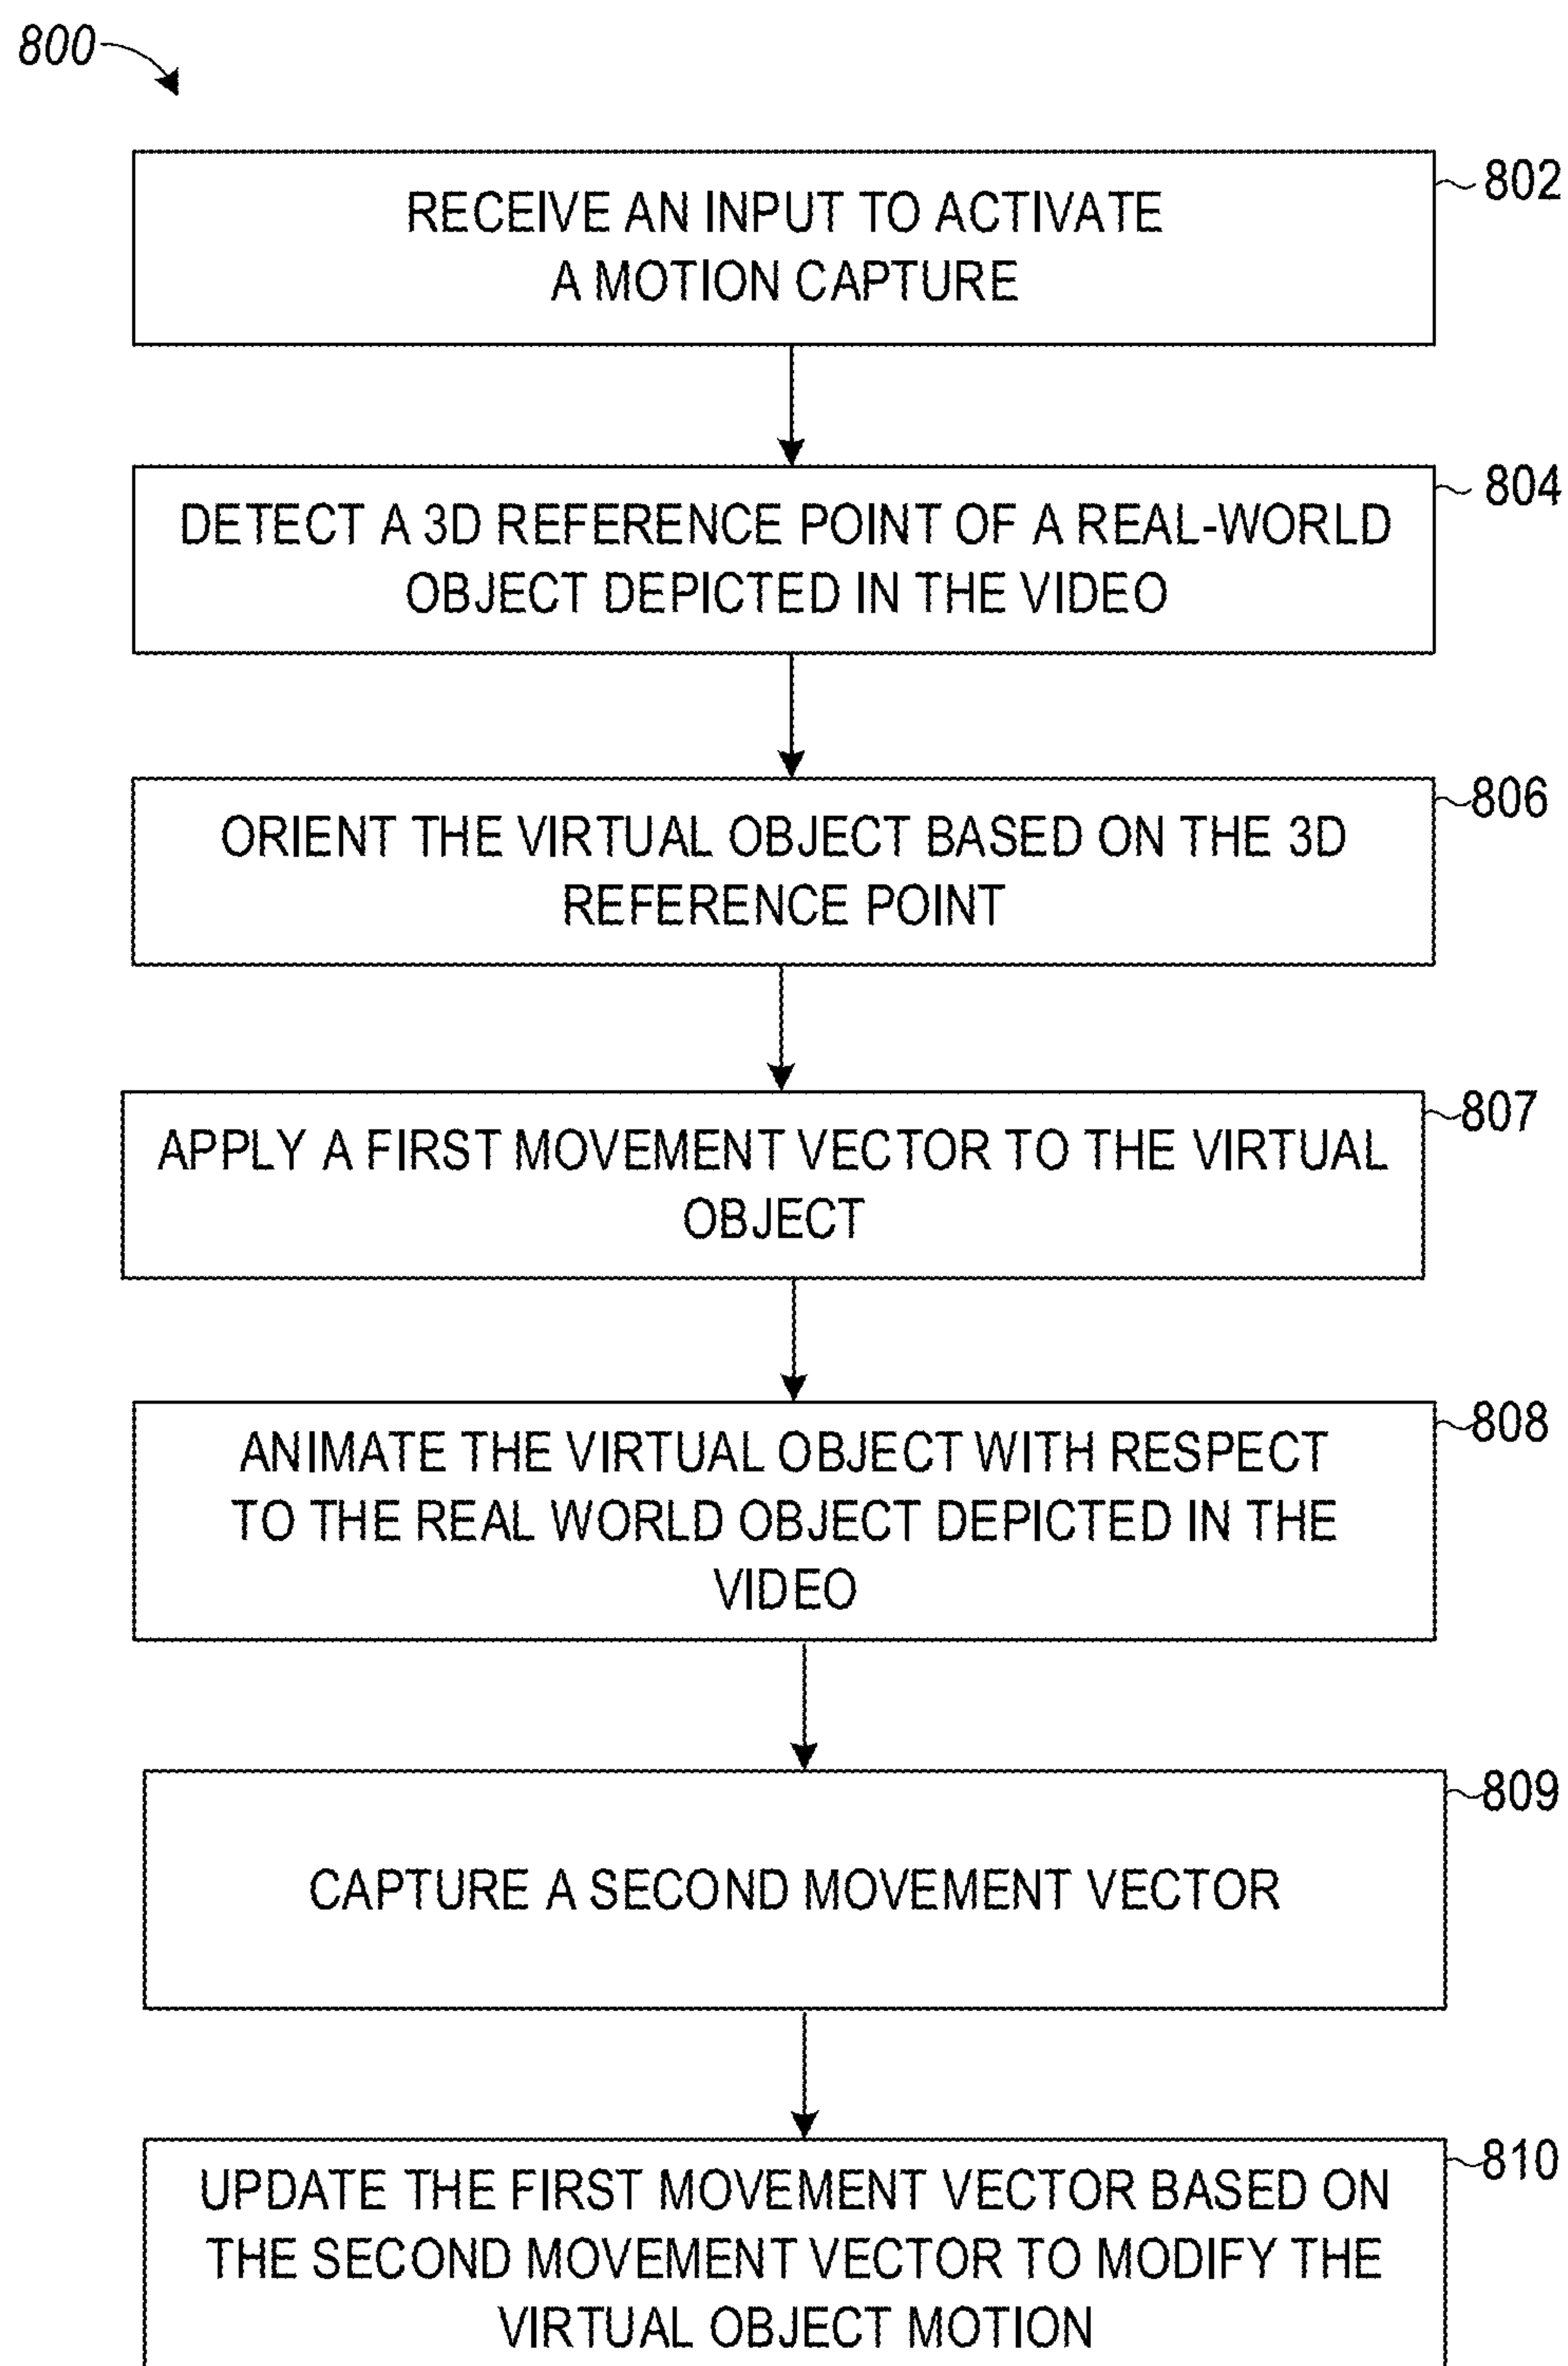 800
RECEIVE AN INPUT TO ACTIVATE
A MOTION CAPTURE
802
DETECT A 3D REFERENCE POINT OF A REAL-WORLD
OBJECT DEPICTED IN THE VIDEO
804
ORIENT THE VIRTUAL OBJECT BASED ON THE 3D
REFERENCE POINT
806
APPLY A FIRST MOVEMENT VECTOR TO THE VIRTUAL
OBJECT
807
ANIMATE THE VIRTUAL OBJECT WITH RESPECT
TO THE REAL WORLD OBJECT DEPICTED IN THE
VIDEO
808
CAPTURE A SECOND MOVEMENT VECTOR
809
UPDATE THE FIRST MOVEMENT VECTOR BASED ON
THE SECOND MOVEMENT VECTOR TO MODIFY THE
VIRTUAL OBJECT MOTION
810